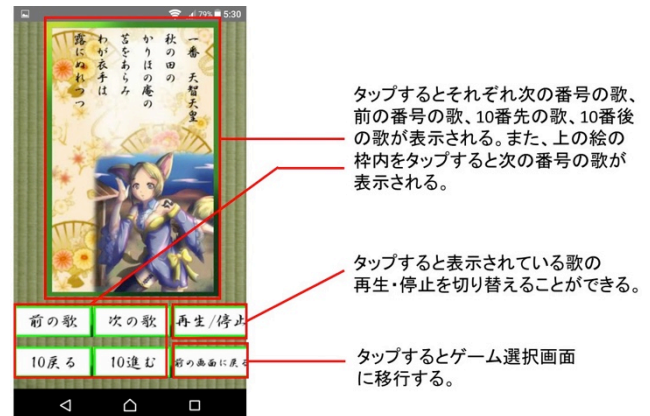 79% 5:30
一番 天智天皇
秋の田の
かりほの庵の
苫をあらみ
わが衣手は
露にぬれつつ
前の歌
次の歌
再生/停止
10戻る
10進む
前の画面に戻る
タップするとそれぞれ次の番号の歌、
前の番号の歌、10番先の歌、10番後
の歌が表示される。また、上の絵の
枠内をタップすると次の番号の歌が
表示される。
タップすると表示されている歌の
再生・停止を切り替えることができる。
タップするとゲーム選択画面
に移行する。